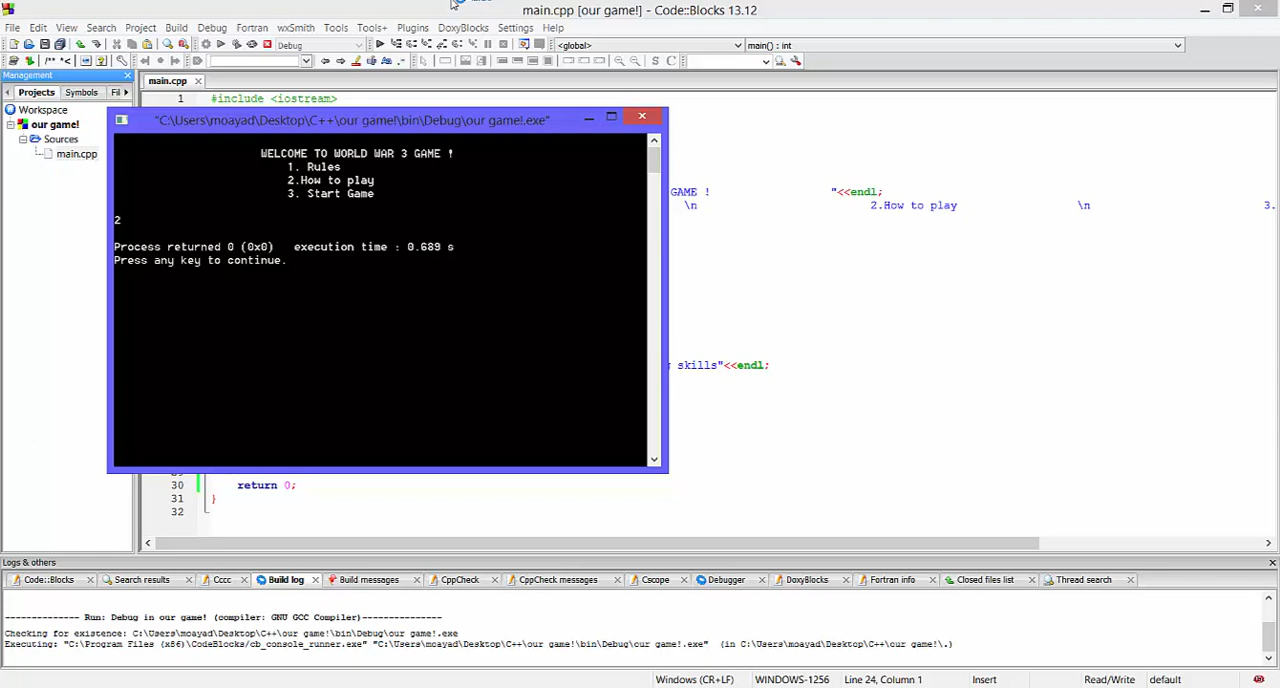 main.cpp [our game!] - Code::Blocks 13.12
File Edit View Search Project Build Debug Fortran wxSmith Tools Tools+ Plugins DoxyBlocks Settings Help
Debug <global> main() : int
S C
Management main.cpp
Projects Symbols Fil 1 #include <iostream>
Workspace
our game! "C:\Users\moayad\Desktop\C++\our game!\bin\Debug\our game!.exe"
Sources
main.cpp WELCOME TO WORLD WAR 3 GAME !
1. Rules
2.How to play
3. Start Game
GAME ! "<<endl;
\n 2.How to play \n 3.
2
Process returned 0 (0x0) execution time : 0.689 s
Press any key to continue.
skills"<<endl;
30 return 0;
31 }
32
Logs & others
Code::Blocks Search results Cccc Build log Build messages CppCheck CppCheck messages Cscope Debugger DoxyBlocks Fortran info Closed files list Thread search
-------------- Run: Debug in our game! (compiler: GNU GCC Compiler)---------------
Checking for existence: C:\Users\moayad\Desktop\C++\our game!\bin\Debug\our game!.exe
Executing: "C:\Program Files (x86)\CodeBlocks/cb_console_runner.exe" "C:\Users\moayad\Desktop\C++\our game!\bin\Debug\our game!.exe" (in C:\Users\moayad\Desktop\C++\our game!\.)
Windows (CR+LF) WINDOWS-1256 Line 24, Column 1 Insert Read/Write default